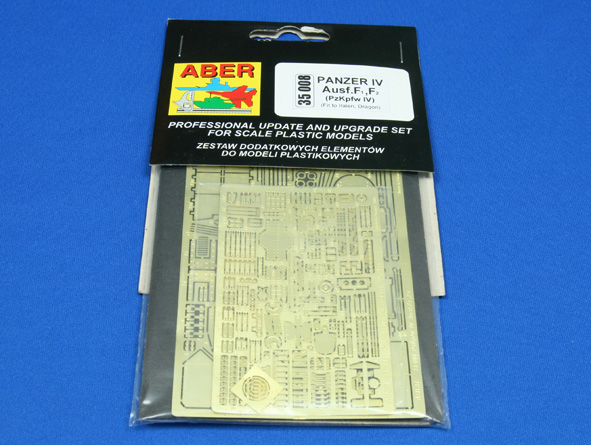 ABER
35 008
PANZER IV
Ausf.F₁,F₂
(PzKpfw IV)
(Fit to Italeri, Dragon)
PROFESSIONAL UPDATE AND UPGRADE SET
FOR SCALE PLASTIC MODELS
ZESTAW DODATKOWYCH ELEMENTÓW
DO MODELI PLASTIKOWYCH